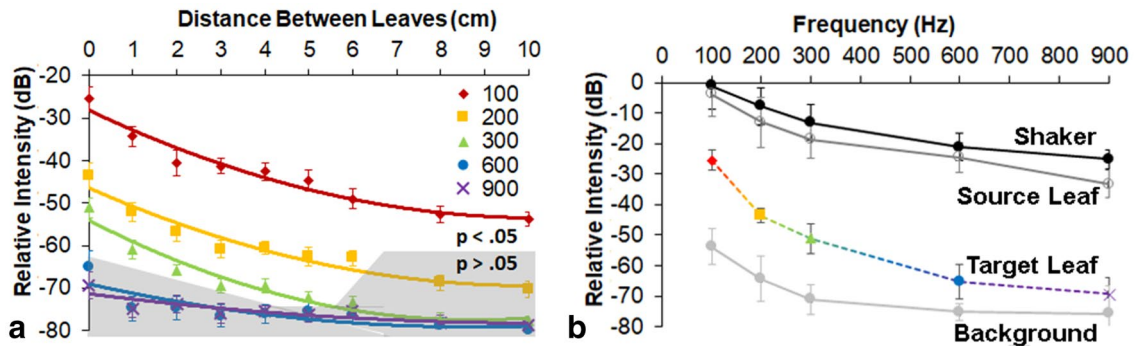 Distance Between Leaves (cm)
0 1 2 3 4 5 6 7 8 9 10
Relative Intensity (dB)
-20
-30
-40
-50
-60
-70
-80
100
200
300
600
900
p < .05
p > .05
a
Frequency (Hz)
0 100 200 300 400 500 600 700 800 900
Relative Intensity (dB)
0
-10
-20
-30
-40
-50
-60
-70
-80
Shaker
Source Leaf
Target Leaf
Background
b